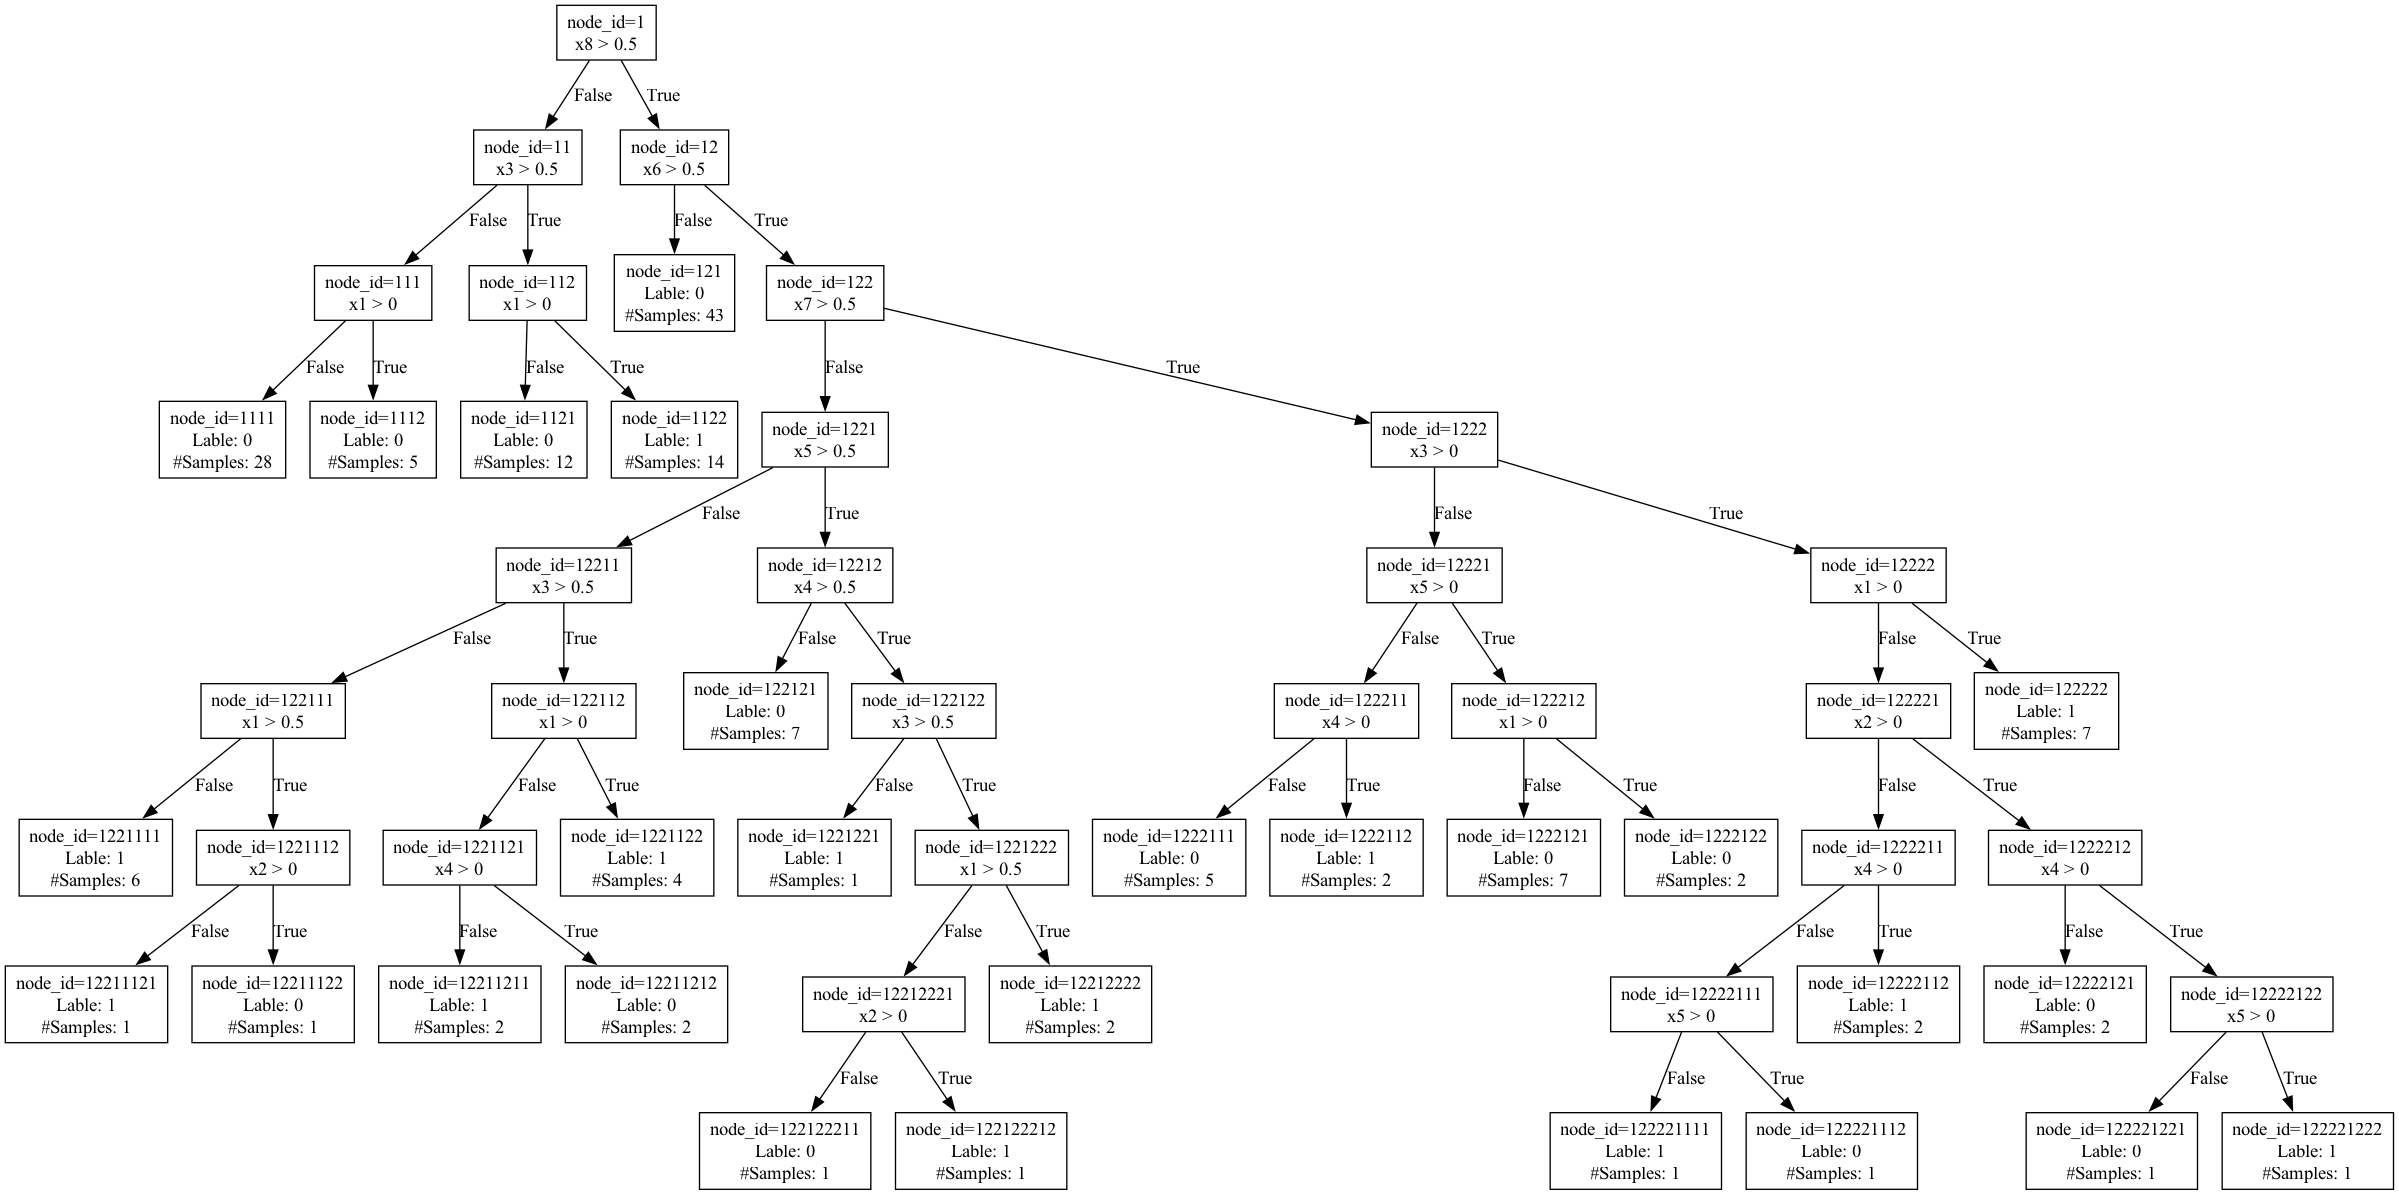 node_id=1
x8 > 0.5
False
True
node_id=11
x3 > 0.5
node_id=12
x6 > 0.5
False
True
False
True
node_id=111
x1 > 0
node_id=112
x1 > 0
node_id=121
Lable: 0
#Samples: 43
node_id=122
x7 > 0.5
False
True
False
True
False
True
node_id=1111
Lable: 0
#Samples: 28
node_id=1112
Lable: 0
#Samples: 5
node_id=1121
Lable: 0
#Samples: 12
node_id=1122
Lable: 1
#Samples: 14
node_id=1221
x5 > 0.5
node_id=1222
x3 > 0
False
True
False
True
node_id=12211
x3 > 0.5
node_id=12212
x4 > 0.5
node_id=12221
x5 > 0
node_id=12222
x1 > 0
False
True
False
True
False
True
False
True
node_id=122111
x1 > 0.5
node_id=122112
x1 > 0
node_id=122121
Lable: 0
#Samples: 7
node_id=122122
x3 > 0.5
node_id=122211
x4 > 0
node_id=122212
x1 > 0
node_id=122221
x2 > 0
node_id=122222
Lable: 1
#Samples: 7
False
True
False
True
False
True
False
True
False
True
False
True
node_id=1221111
Lable: 1
#Samples: 6
node_id=1221112
x2 > 0
node_id=1221121
x4 > 0
node_id=1221122
Lable: 1
#Samples: 4
node_id=1221221
Lable: 1
#Samples: 1
node_id=1221222
x1 > 0.5
node_id=1222111
Lable: 0
#Samples: 5
node_id=1222112
Lable: 1
#Samples: 2
node_id=1222121
Lable: 0
#Samples: 7
node_id=1222122
Lable: 0
#Samples: 2
node_id=1222211
x4 > 0
node_id=1222212
x4 > 0
False
True
False
True
False
True
False
True
False
True
node_id=12211121
Lable: 1
#Samples: 1
node_id=12211122
Lable: 0
#Samples: 1
node_id=12211211
Lable: 1
#Samples: 2
node_id=12211212
Lable: 0
#Samples: 2
node_id=12212221
x2 > 0
node_id=12212222
Lable: 1
#Samples: 2
node_id=12222111
x5 > 0
node_id=12222112
Lable: 1
#Samples: 2
node_id=12222121
Lable: 0
#Samples: 2
node_id=12222122
x5 > 0
False
True
False
True
False
True
node_id=122122211
Lable: 0
#Samples: 1
node_id=122122212
Lable: 1
#Samples: 1
node_id=122221111
Lable: 1
#Samples: 1
node_id=122221112
Lable: 0
#Samples: 1
node_id=122221221
Lable: 0
#Samples: 1
node_id=122221222
Lable: 1
#Samples: 1